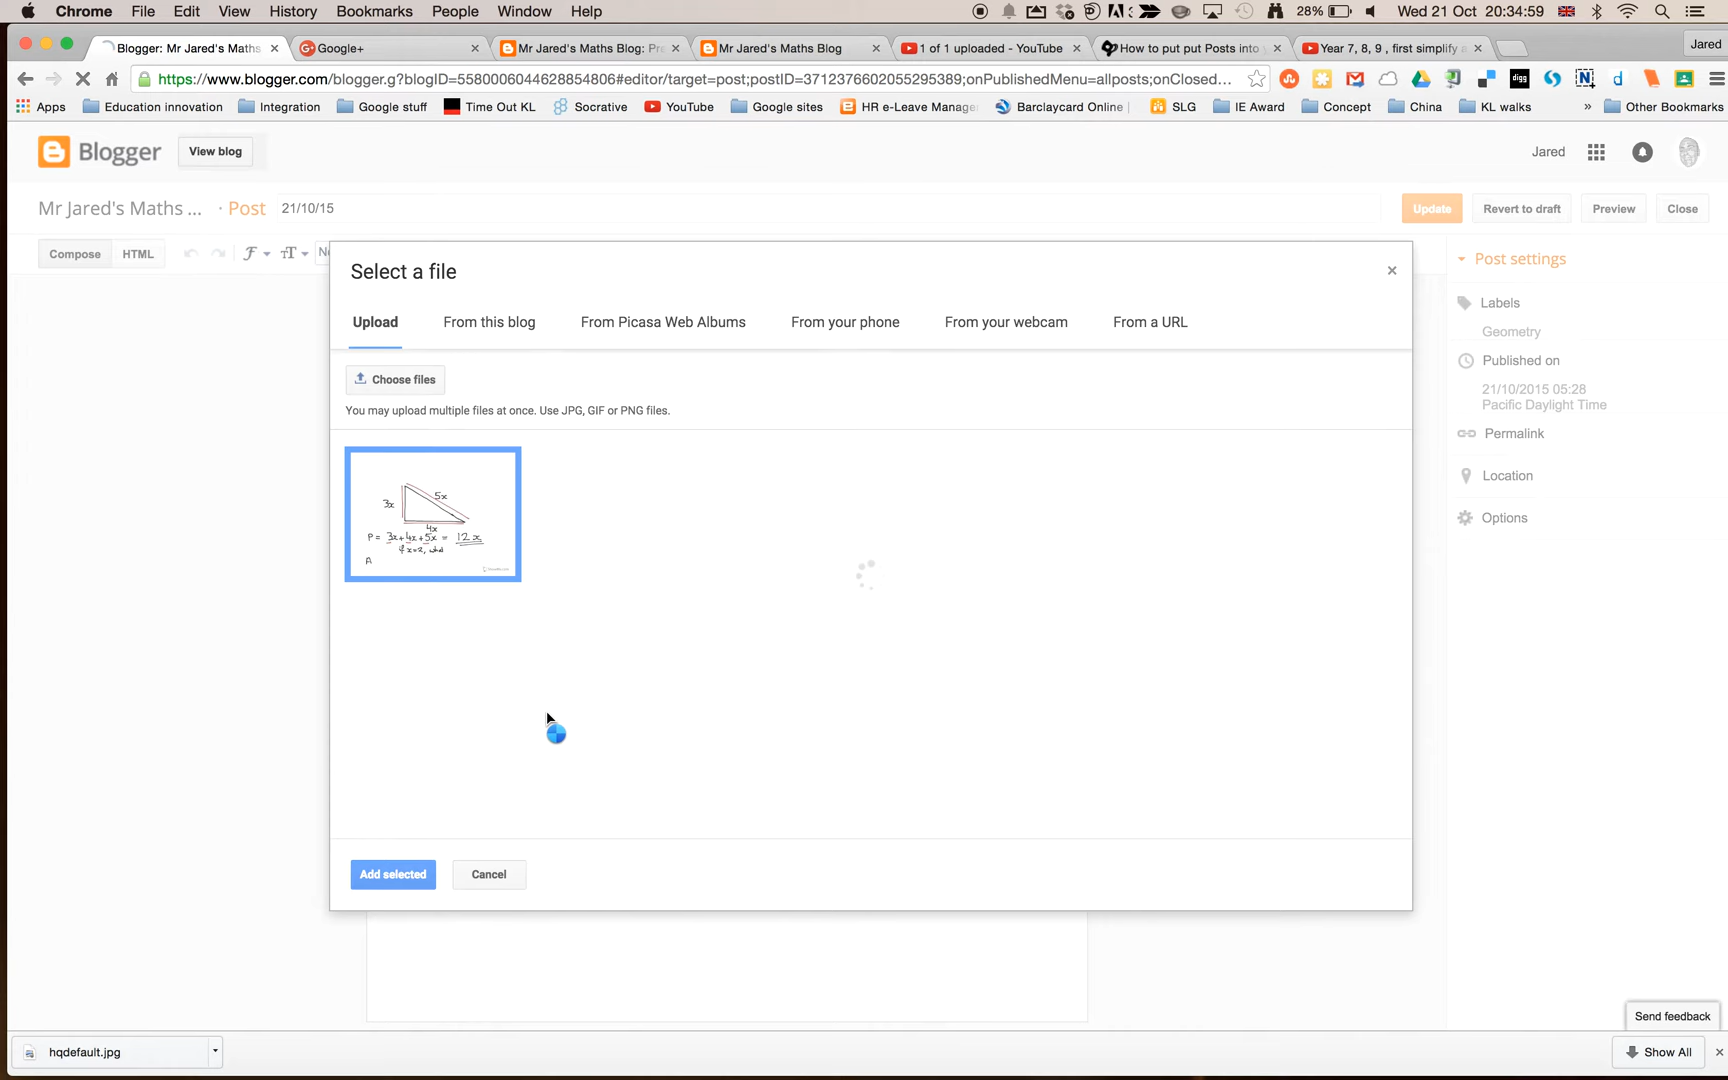 Chrome File Edit View History Bookmarks People Window Help 28% Wed 21 Oct 20:34:59
Blogger: Mr Jared's Maths Google+ Mr Jared's Maths Blog: Pre Mr Jared's Maths Blog 1 of 1 uploaded - YouTube How to put put Posts into y Year 7, 8, 9 , first simplify a Jared
https://www.blogger.com/blogger.g?blogID=5580006044628854806#editor/target=post;postID=3712376602055295389;onPublishedMenu=allposts;onClosed... digg
Apps Education innovation Integration Google stuff Time Out KL Socrative YouTube Google sites HR e-Leave Manage Barclaycard Online | SLG IE Award Concept China KL walks » Other Bookmarks
Blogger View blog Jared
Mr Jared's Maths ... · Post 21/10/15 Update Revert to draft Preview Close
Compose HTML
Select a file
Post settings
Upload From this blog From Picasa Web Albums From your phone From your webcam From a URL
Labels
Geometry
Published on
21/10/2015 05:28
Pacific Daylight Time
Permalink
Location
Options
Choose files
You may upload multiple files at once. Use JPG, GIF or PNG files.
3x 5x
4x
P = 3x+4x+5x = 12x
if x=2, what
A
Add selected Cancel
Send feedback
hqdefault.jpg Show All